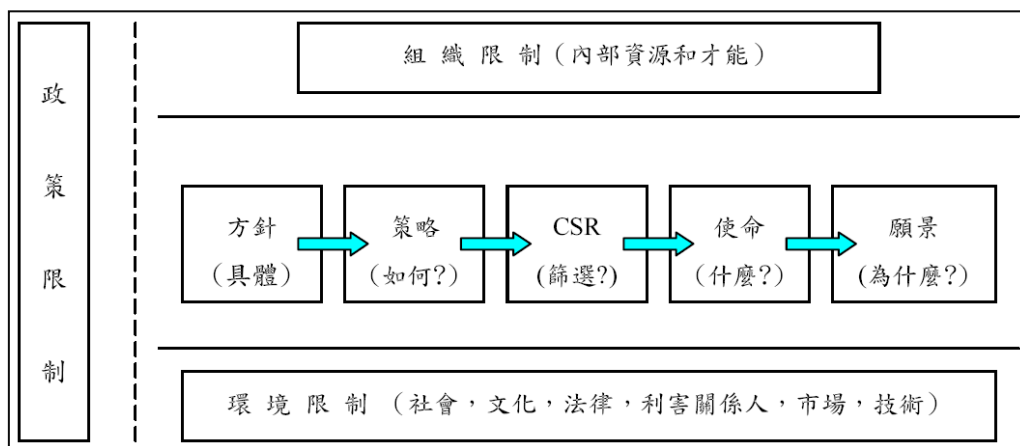 政策限制
組織限制（內部資源和才能）
方針
（具體）
策略
(如何?)
CSR
(篩選?)
使命
(什麼?)
願景
(為什麼?)
環境限制（社會，文化，法律，利害關係人，市場，技術）